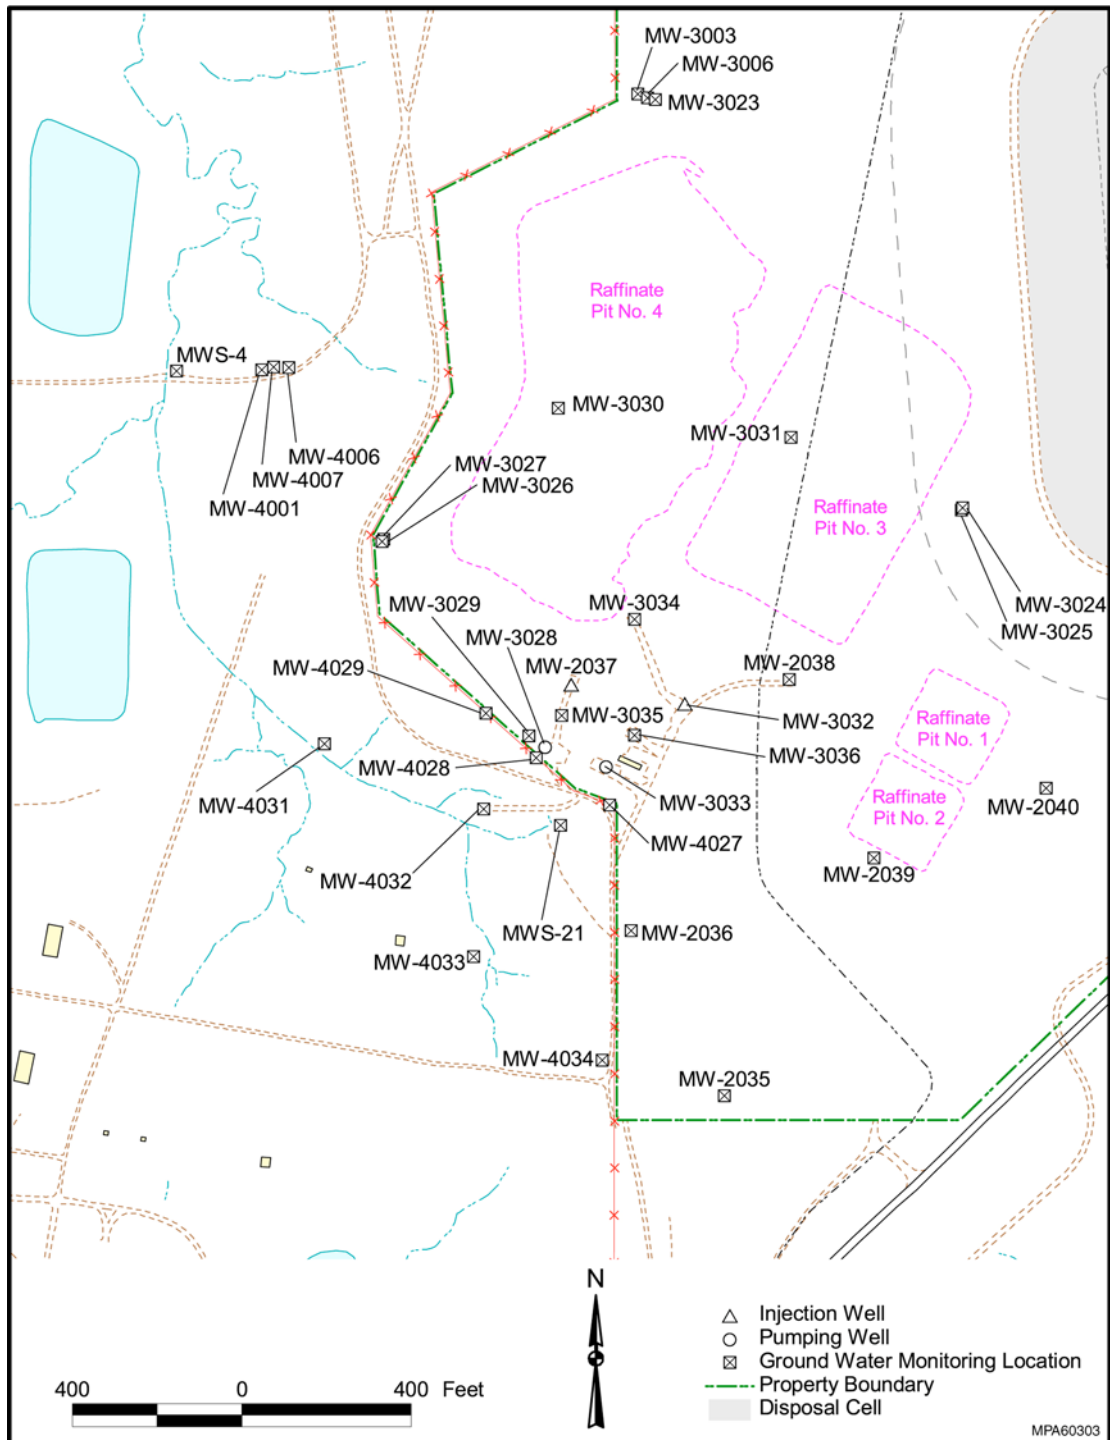 MW-3003
MW-3006
MW-3023
Raffinate
Pit No. 4
MWS-4
MW-3030
MW-3031
MW-4006
MW-4007
MW-4001
MW-3027
MW-3026
Raffinate
Pit No. 3
MW-3024
MW-3025
MW-3029
MW-3034
MW-3028
MW-4029
MW-2037
MW-2038
MW-3035
MW-3032
Raffinate
Pit No. 1
MW-3036
MW-4028
MW-4031
MW-3033
Raffinate
Pit No. 2
MW-2040
MW-4027
MW-4032
MW-2039
MWS-21
MW-2036
MW-4033
MW-4034
MW-2035
N
400 0 400 Feet
Injection Well
Pumping Well
Ground Water Monitoring Location
Property Boundary
Disposal Cell
MPA60303